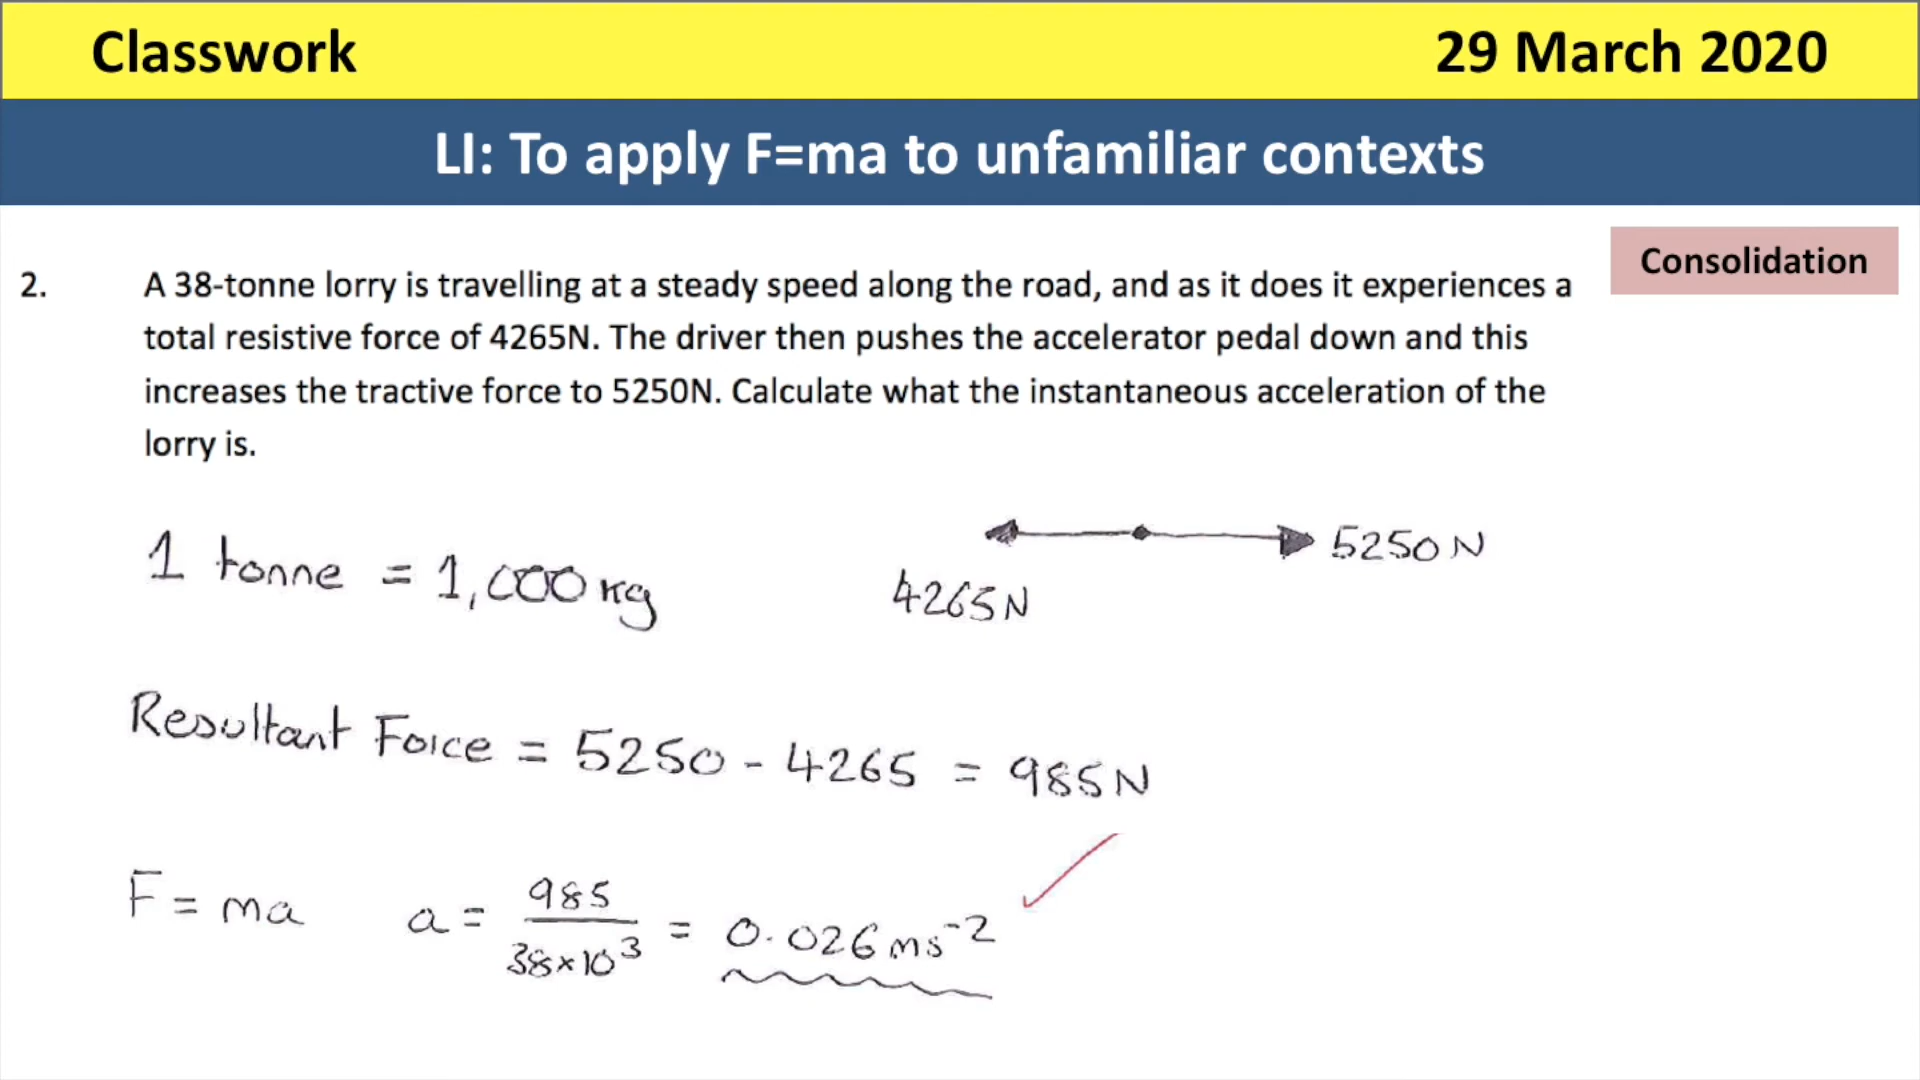 Classwork 29 March 2020
LI: To apply F=ma to unfamiliar contexts
Consolidation
2. A 38-tonne lorry is travelling at a steady speed along the road, and as it does it experiences a
total resistive force of 4265N. The driver then pushes the accelerator pedal down and this
increases the tractive force to 5250N. Calculate what the instantaneous acceleration of the
lorry is.
1 tonne = 1,000 kg
5250 N
4265 N
Resultant Force = 5250 - 4265 = 985 N
F = ma a = 985 / 38×10³ = 0.026 ms⁻²